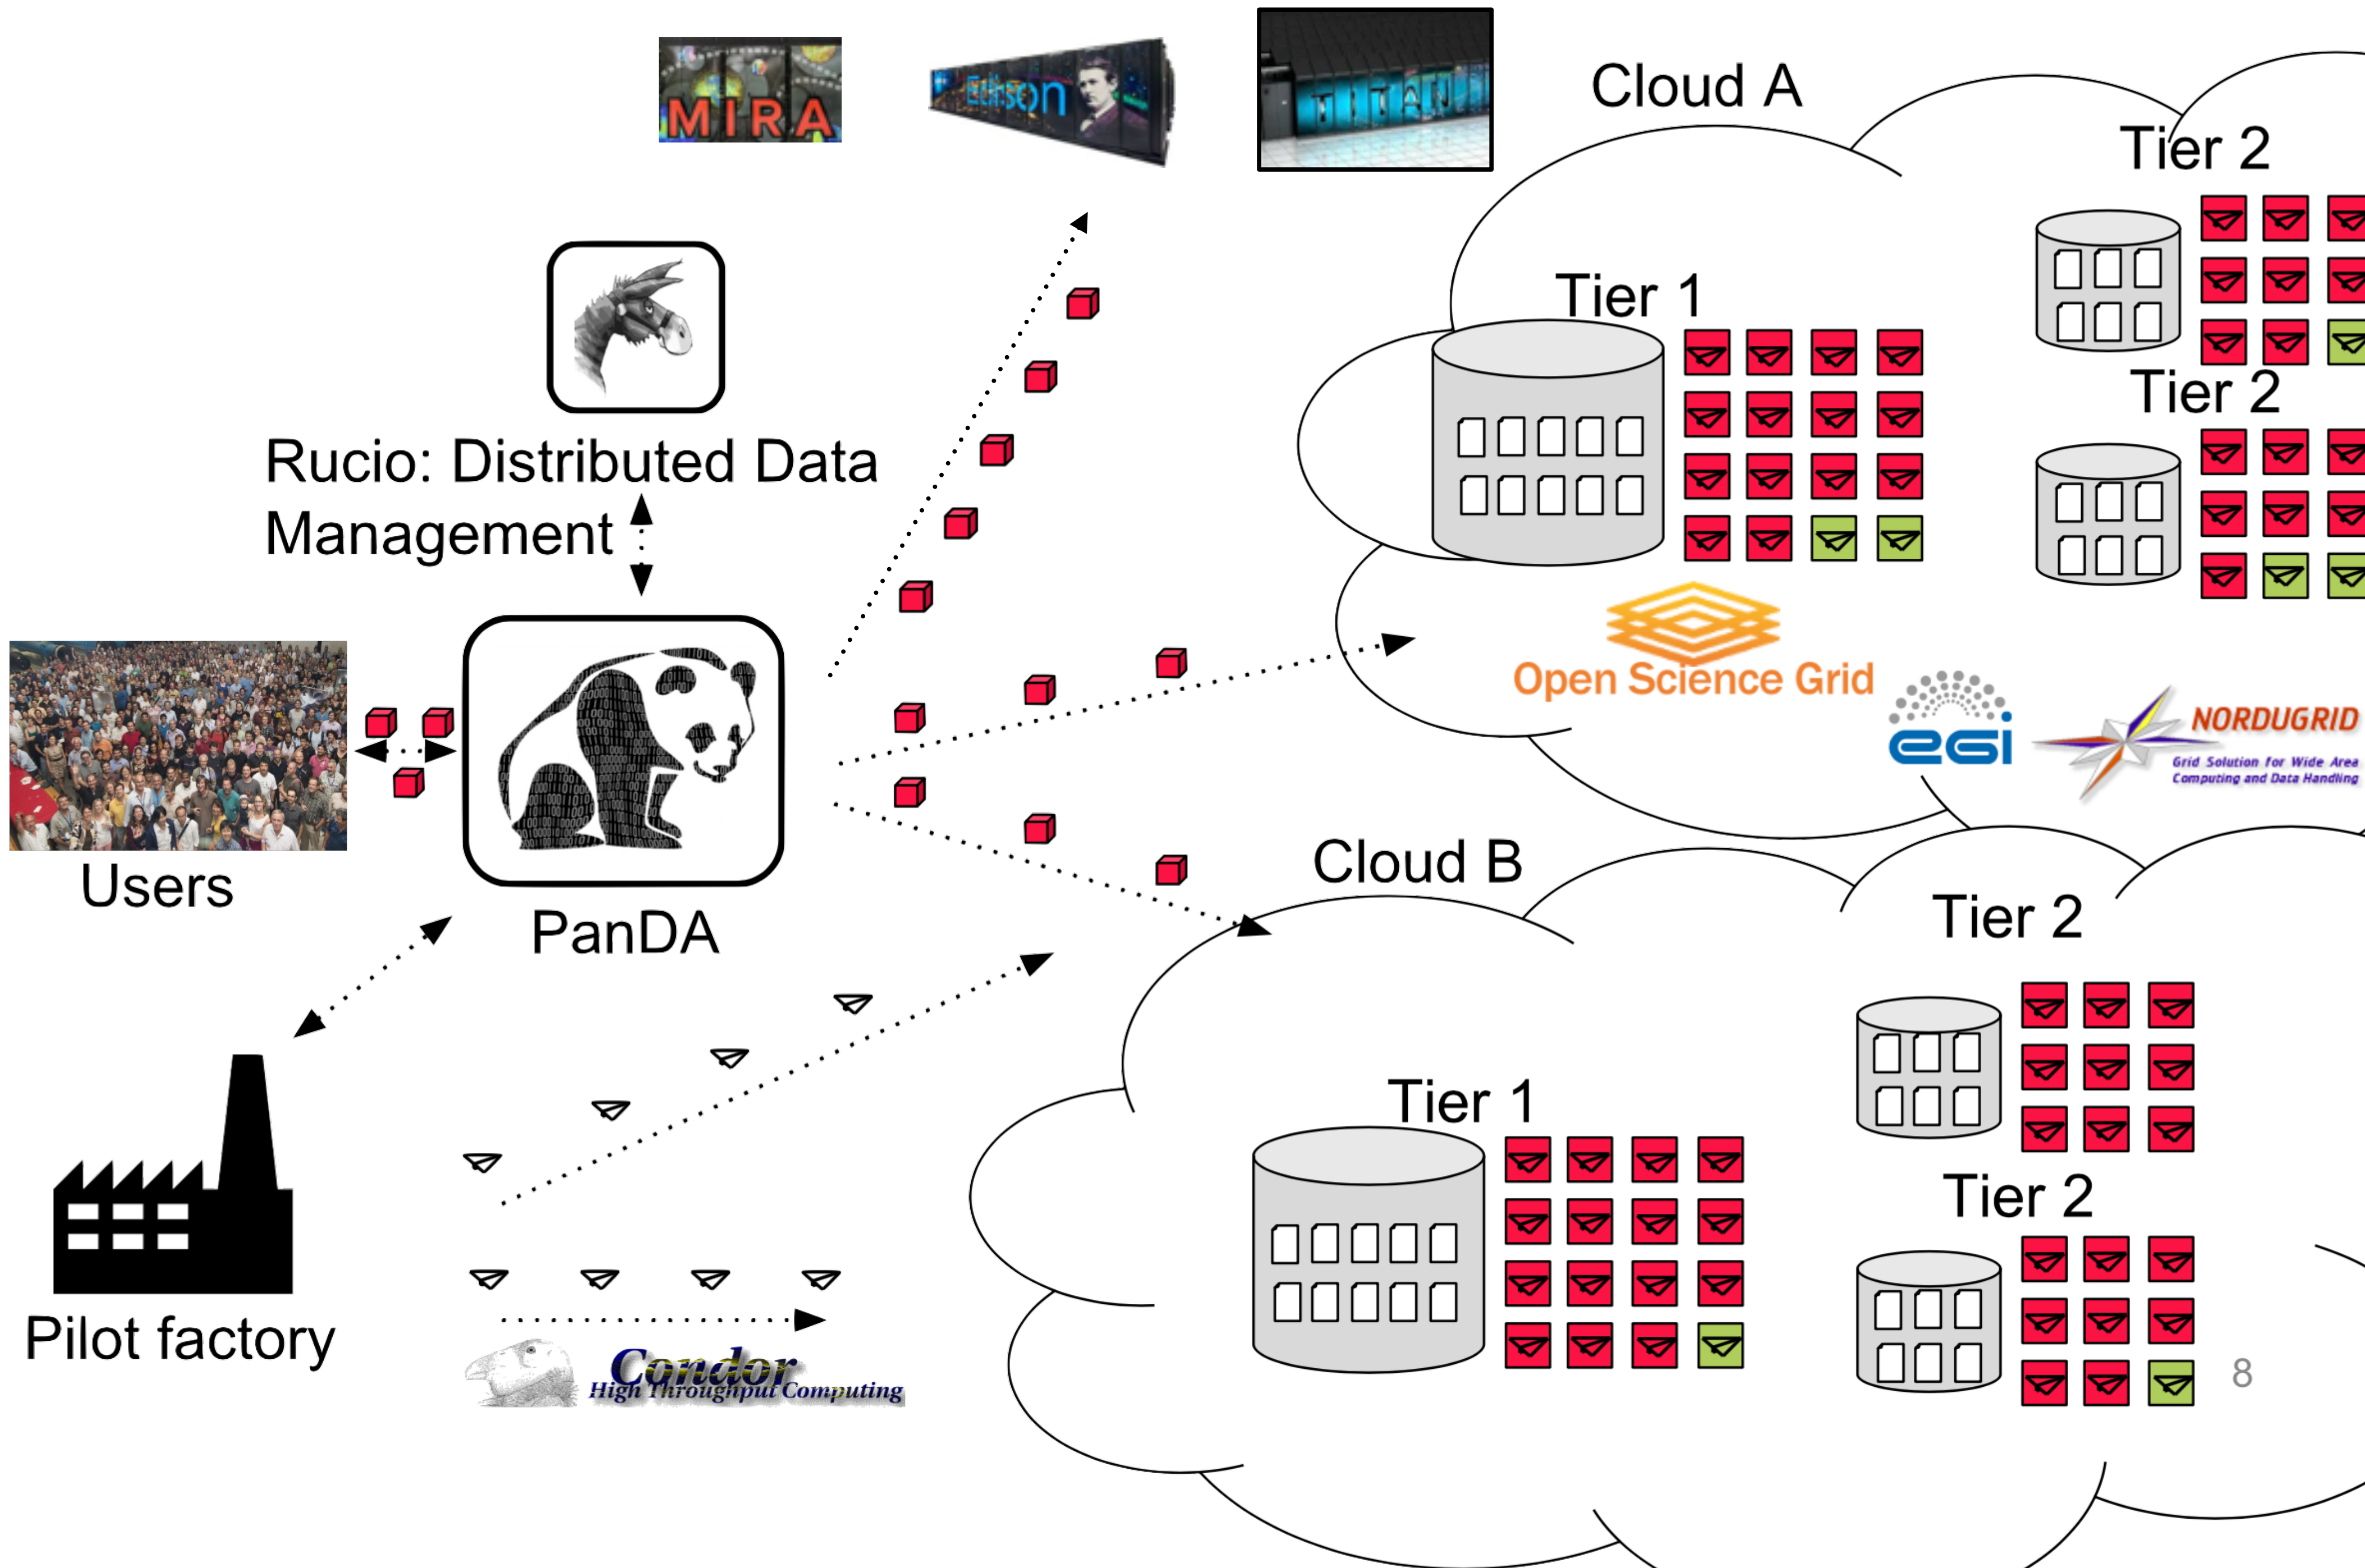 MIRA
Edison
TITAN
Cloud A
Tier 2
Tier 1
Tier 2
Rucio: Distributed Data
Management
Open Science Grid
egi
NORDUGRID
Grid Solution for Wide Area
Computing and Data Handling
Users
PanDA
Cloud B
Tier 2
Tier 1
Tier 2
Pilot factory
Condor
High Throughput Computing
8